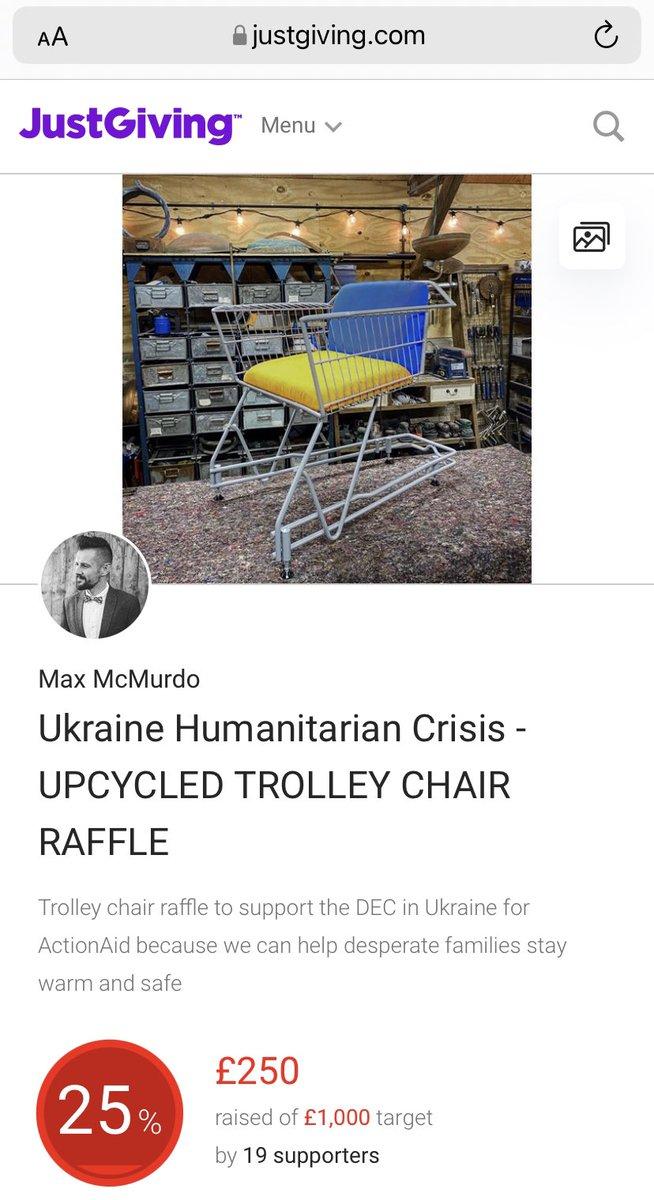 AA justgiving.com
JustGiving™ Menu
Max McMurdo
Ukraine Humanitarian Crisis -
UPCYCLED TROLLEY CHAIR
RAFFLE
Trolley chair raffle to support the DEC in Ukraine for
ActionAid because we can help desperate families stay
warm and safe
25%
£250
raised of £1,000 target
by 19 supporters